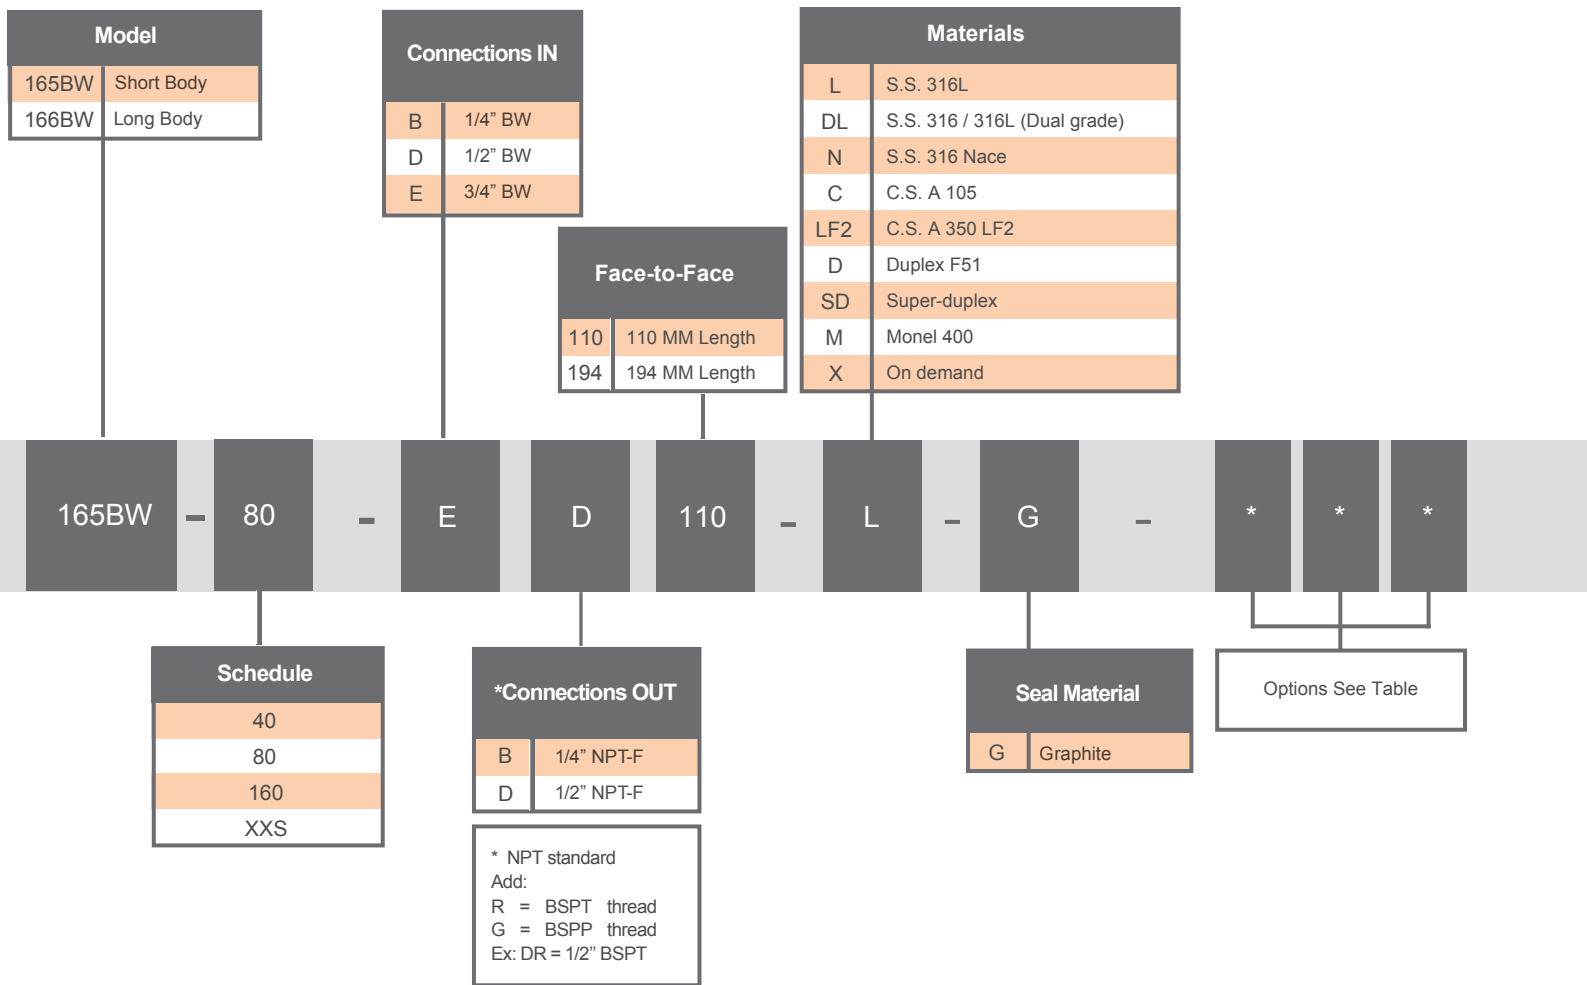 Model
165BW Short Body
166BW Long Body
Connections IN
B 1/4” BW
D 1/2” BW
E 3/4” BW
Face-to-Face
110 110 MM Length
194 194 MM Length
Materials
L S.S. 316L
DL S.S. 316 / 316L (Dual grade)
N S.S. 316 Nace
C C.S. A 105
LF2 C.S. A 350 LF2
D Duplex F51
SD Super-duplex
M Monel 400
X On demand
165BW - 80 - E D 110 - L - G - * * *
Schedule
40
80
160
XXS
*Connections OUT
B 1/4” NPT-F
D 1/2” NPT-F
* NPT standard
Add:
R = BSPT thread
G = BSPP thread
Ex: DR = 1/2” BSPT
Seal Material
G Graphite
Options See Table